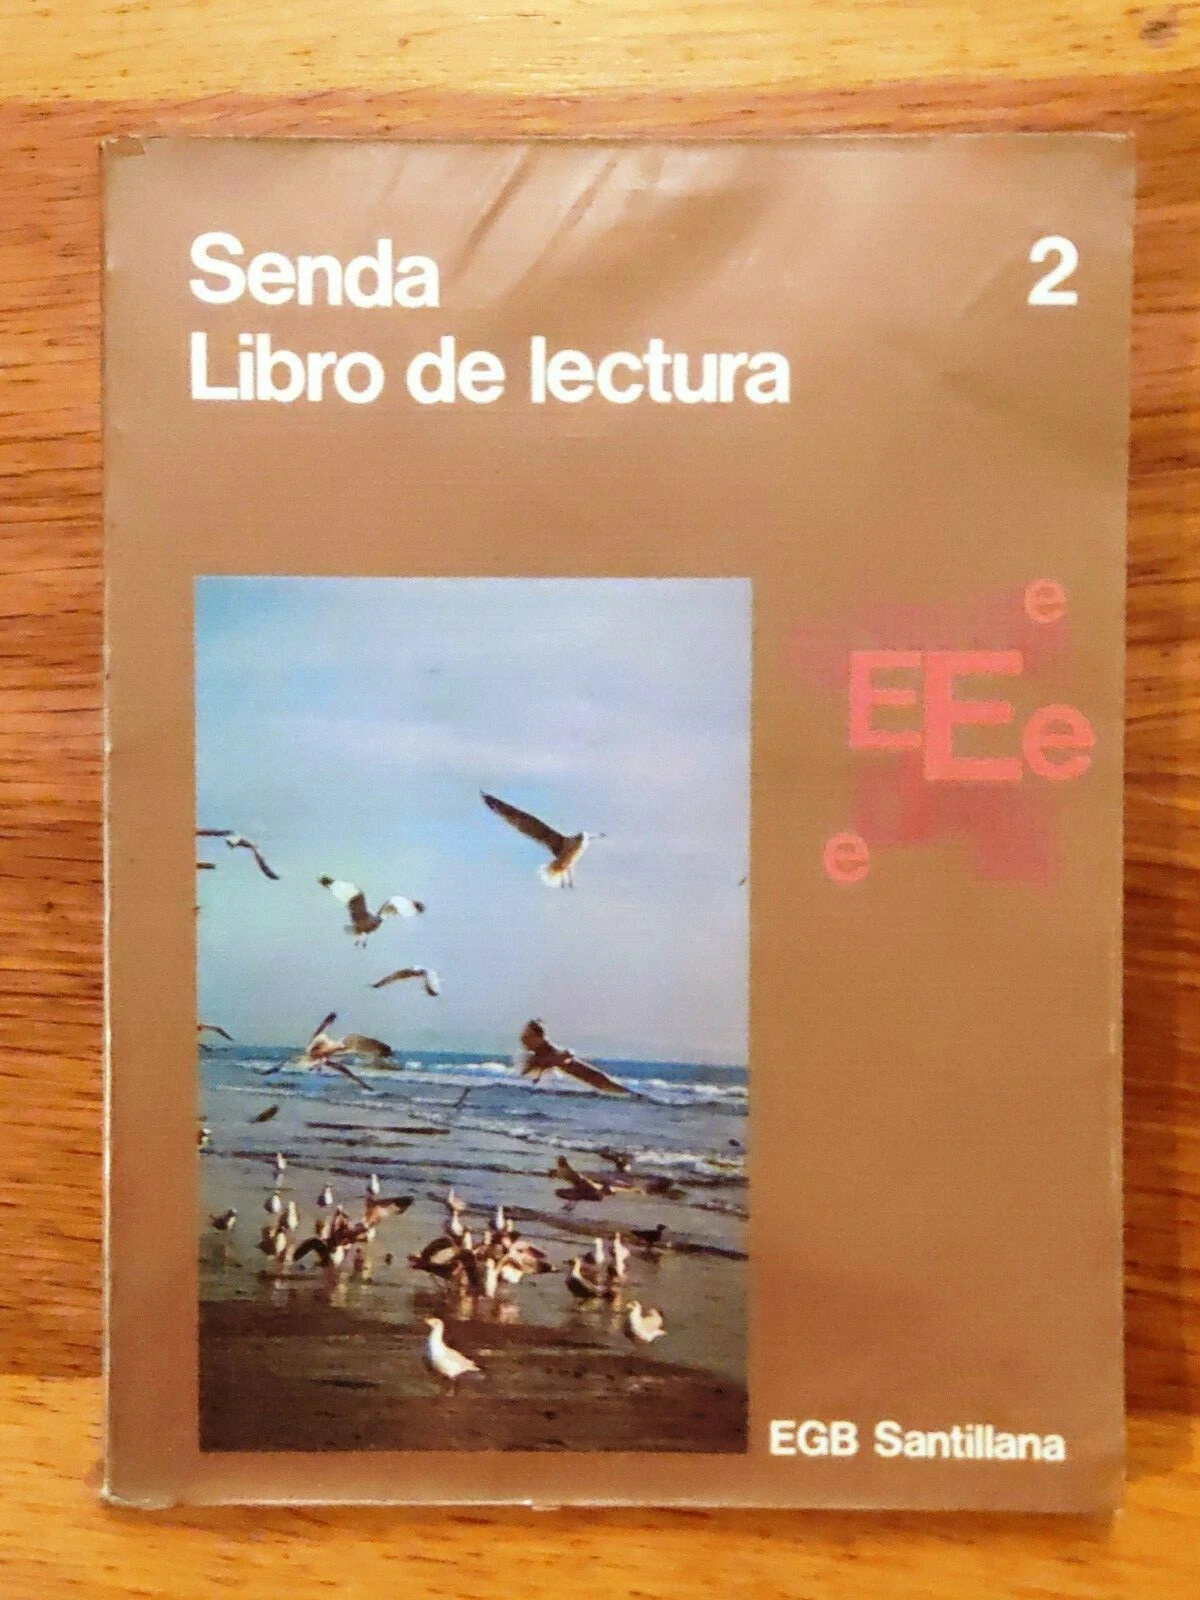 Senda
2
Libro de lectura
e
EEe
e
EGB Santillana